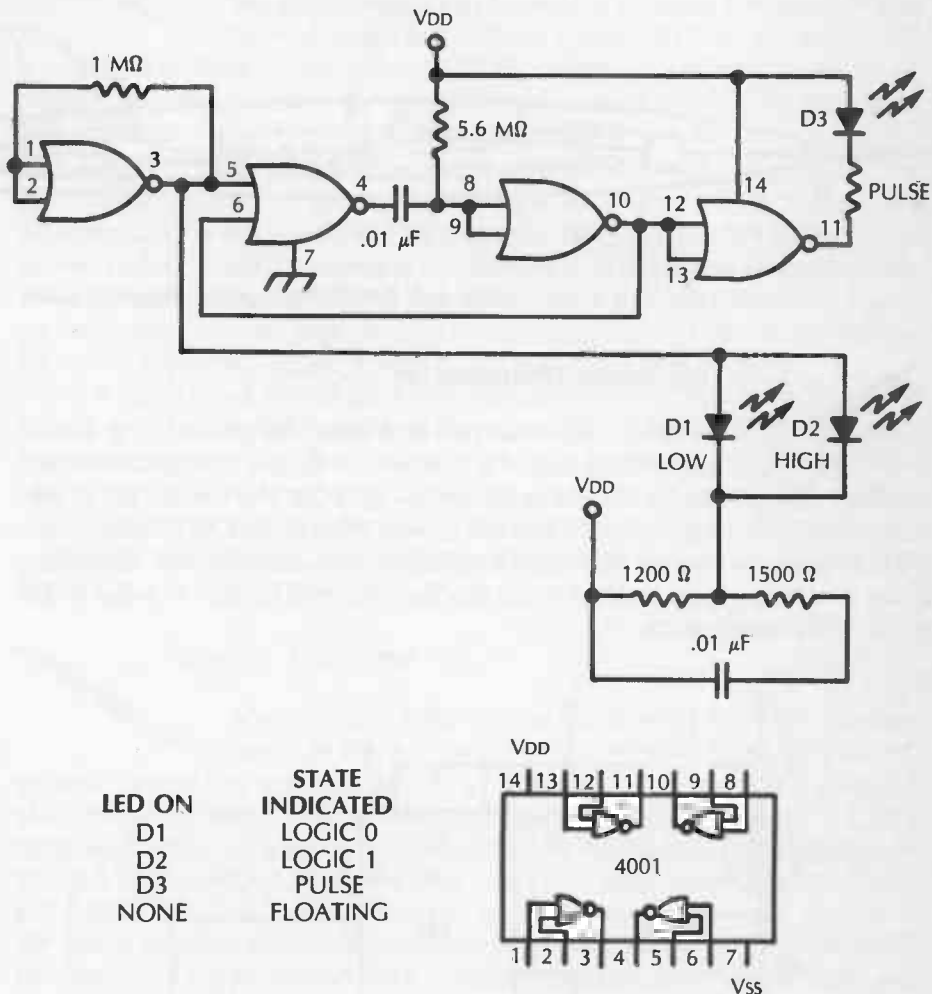 VDD
1 MΩ
5.6 MΩ
D3
PULSE
1
2
3
5
6
4
7
.01 µF
8
9
10
12
13
14
11
D1
LOW
D2
HIGH
VDD
1200 Ω
1500 Ω
.01 µF
LED ON STATE INDICATED
D1 LOGIC 0
D2 LOGIC 1
D3 PULSE
NONE FLOATING
VDD
14 13 12 11 10 9 8
4001
1 2 3 4 5 6 7
VSS